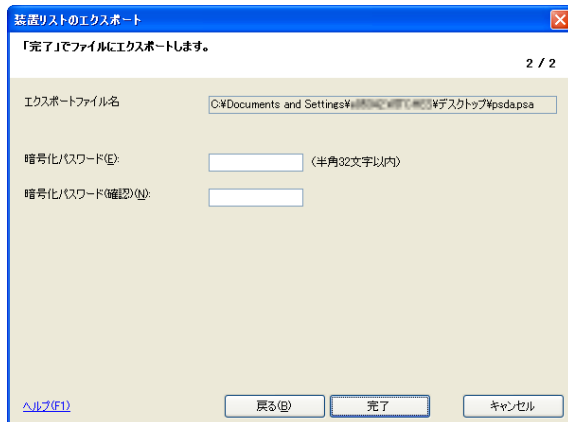 装置リストのエクスポート
「完了」でファイルにエクスポートします。
2 / 2
エクスポートファイル名
C:¥Documents and Settings¥ ¥デスクトップ¥psda.psa
暗号化パスワード(E):
(半角32文字以内)
暗号化パスワード(確認)(N):
ヘルプ(F1)
戻る(B)
完了
キャンセル